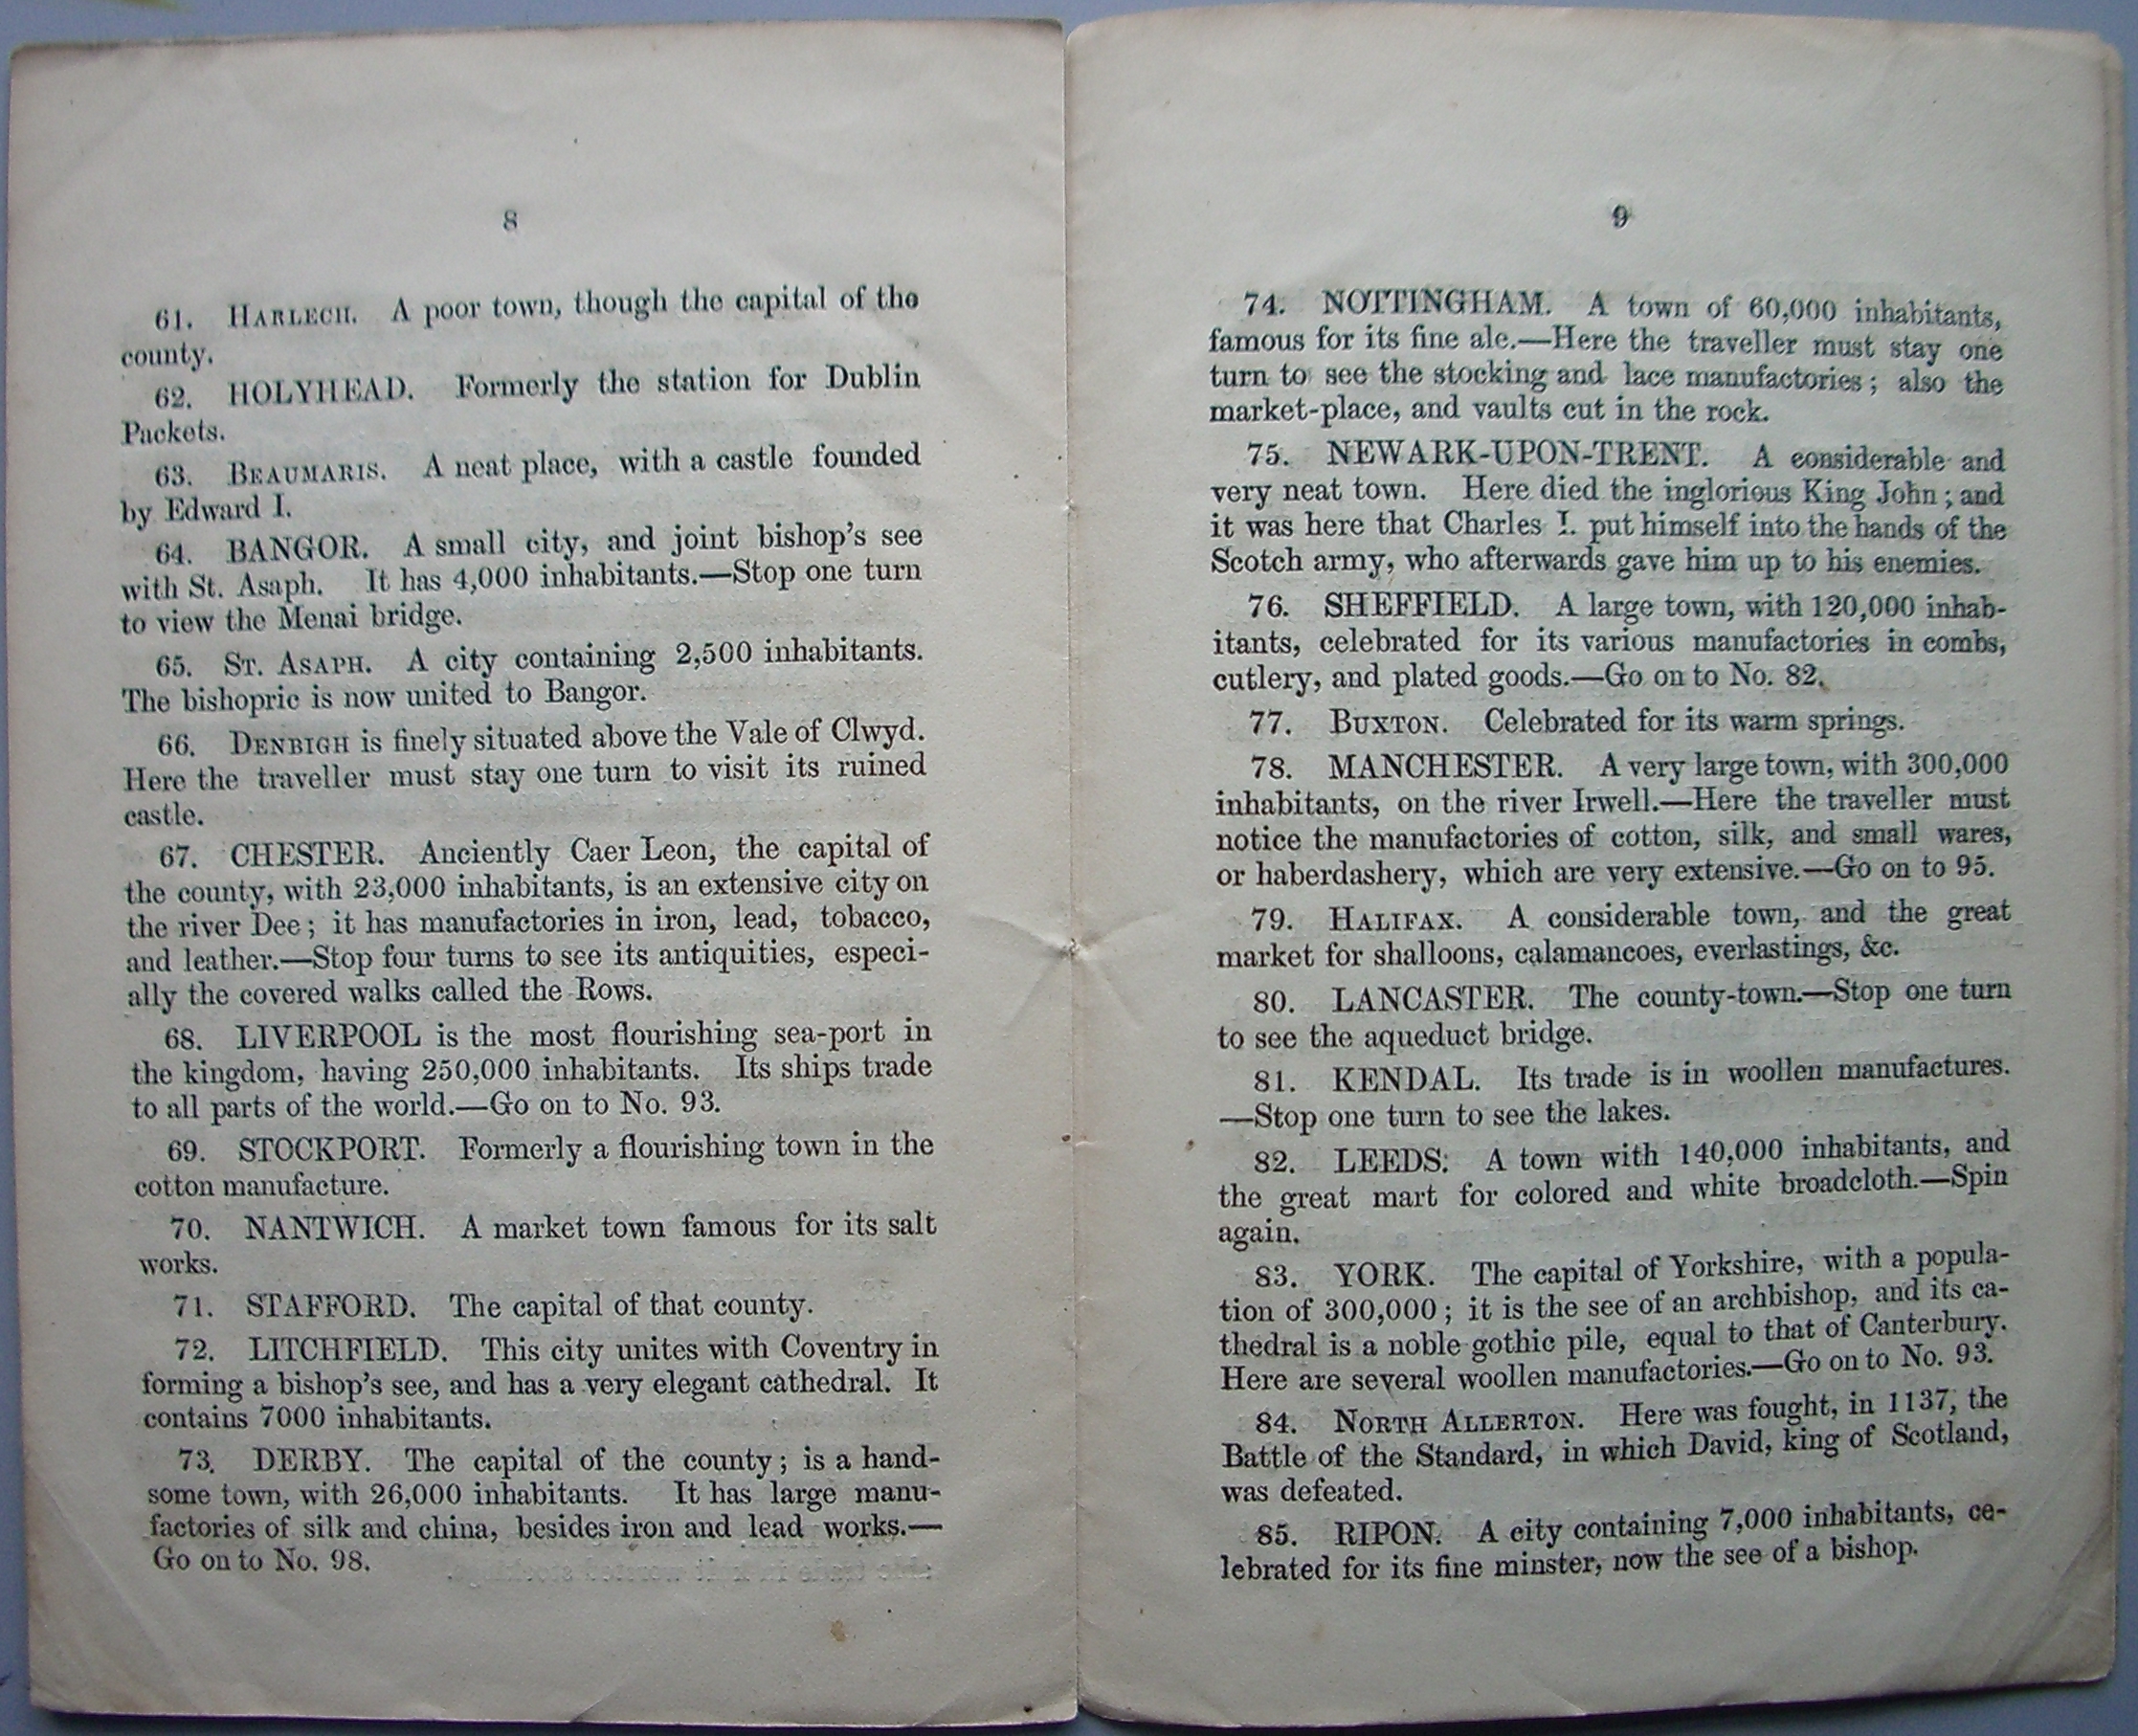 8
61. HARLECH. A poor town, though the capital of the
county.
62. HOLYHEAD. Formerly the station for Dublin
Packets.
63. BEAUMARIS. A neat place, with a castle founded
by Edward I.
64. BANGOR. A small city, and joint bishop's see
with St. Asaph. It has 4,000 inhabitants.—Stop one turn
to view the Menai bridge.
65. ST. ASAPH. A city containing 2,500 inhabitants.
The bishopric is now united to Bangor.
66. DENBIGH is finely situated above the Vale of Clwyd.
Here the traveller must stay one turn to visit its ruined
castle.
67. CHESTER. Anciently Caer Leon, the capital of
the county, with 23,000 inhabitants, is an extensive city on
the river Dee; it has manufactories in iron, lead, tobacco,
and leather.—Stop four turns to see its antiquities, especi-
ally the covered walks called the Rows.
68. LIVERPOOL is the most flourishing sea-port in
the kingdom, having 250,000 inhabitants. Its ships trade
to all parts of the world.—Go on to No. 93.
69. STOCKPORT. Formerly a flourishing town in the
cotton manufacture.
70. NANTWICH. A market town famous for its salt
works.
71. STAFFORD. The capital of that county.
72. LITCHFIELD. This city unites with Coventry in
forming a bishop's see, and has a very elegant cathedral. It
contains 7000 inhabitants.
73. DERBY. The capital of the county; is a hand-
some town, with 26,000 inhabitants. It has large manu-
factories of silk and china, besides iron and lead works.—
Go on to No. 98.
9
74. NOTTINGHAM. A town of 60,000 inhabitants,
famous for its fine ale.—Here the traveller must stay one
turn to see the stocking and lace manufactories; also the
market-place, and vaults cut in the rock.
75. NEWARK-UPON-TRENT. A considerable and
very neat town. Here died the inglorious King John; and
it was here that Charles I. put himself into the hands of the
Scotch army, who afterwards gave him up to his enemies.
76. SHEFFIELD. A large town, with 120,000 inhab-
itants, celebrated for its various manufactories in combs,
cutlery, and plated goods.—Go on to No. 82.
77. BUXTON. Celebrated for its warm springs.
78. MANCHESTER. A very large town, with 300,000
inhabitants, on the river Irwell.—Here the traveller must
notice the manufactories of cotton, silk, and small wares,
or haberdashery, which are very extensive.—Go on to 95.
79. HALIFAX. A considerable town, and the great
market for shalloons, calamancoes, everlastings, &c.
80. LANCASTER. The county-town.—Stop one turn
to see the aqueduct bridge.
81. KENDAL. Its trade is in woollen manufactures.
—Stop one turn to see the lakes.
82. LEEDS. A town with 140,000 inhabitants, and
the great mart for colored and white broadcloth.—Spin
again.
83. YORK. The capital of Yorkshire, with a popula-
tion of 300,000; it is the see of an archbishop, and its ca-
thedral is a noble gothic pile, equal to that of Canterbury.
Here are several woollen manufactories.—Go on to No. 93.
84. NORTH ALLERTON. Here was fought, in 1137, the
Battle of the Standard, in which David, king of Scotland,
was defeated.
85. RIPON. A city containing 7,000 inhabitants, ce-
lebrated for its fine minster, now the see of a bishop.